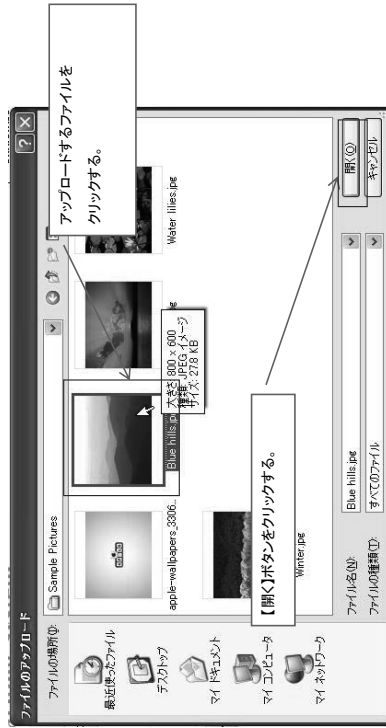 ファイルのアップロード
ファイルの場所(I):
Sample Pictures
アップロードするファイルを
クリックする。
最近使ったファイル
デスクトップ
マイ ドキュメント
マイ コンピュータ
マイ ネットワーク
apple-wallpapers_3306...
Blue hills.jpg
pg
Water lilies.jpg
大きさ: 800 x 600
種類: JPEG イメージ
サイズ: 27.8 KB
Winter.jpg
【開く】ボタンをクリックする。
ファイル名(N):
Blue hills.jpg
開く(O)
ファイルの種類(T):
すべてのファイル
キャンセル